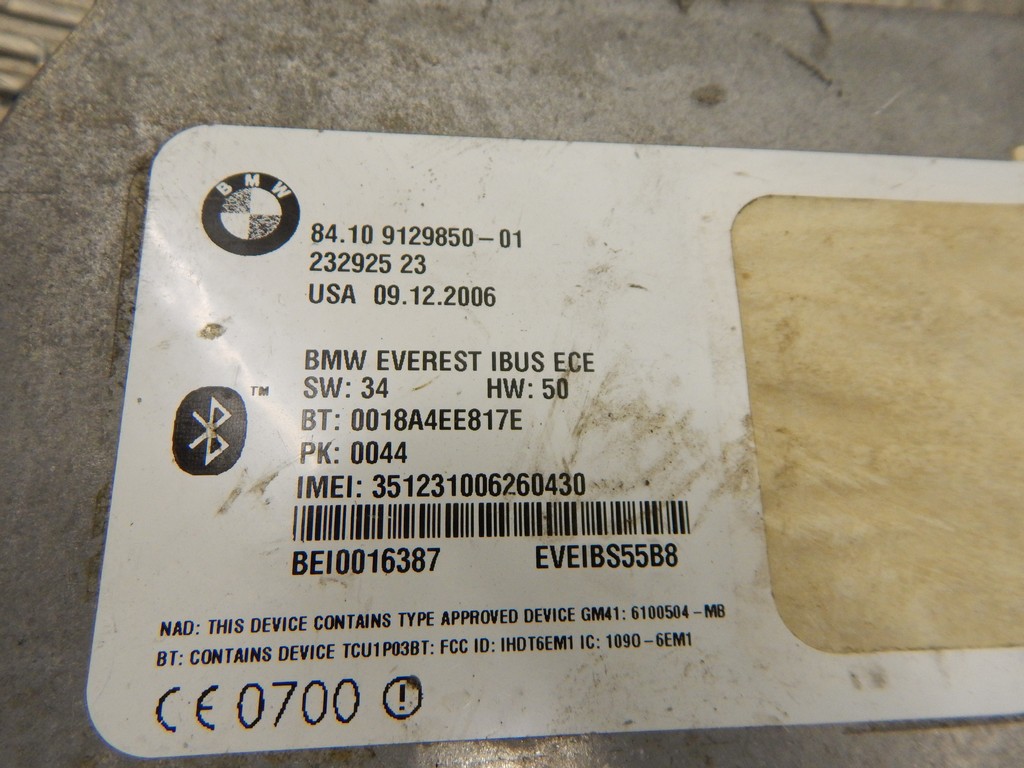 BMW
84.10 9129850-01
232925 23
USA 09.12.2006
BMW EVEREST IBUS ECE
SW: 34 HW: 50
TM
BT: 0018A4EE817E
PK: 0044
IMEI: 351231006260430
BEI0016387 EVEIBS55B8
NAD: THIS DEVICE CONTAINS TYPE APPROVED DEVICE GM41: 6100504-MB
BT: CONTAINS DEVICE TCU1P03BT: FCC ID: IHDT6EM1 IC: 1090-6EM1
CE 0700 !